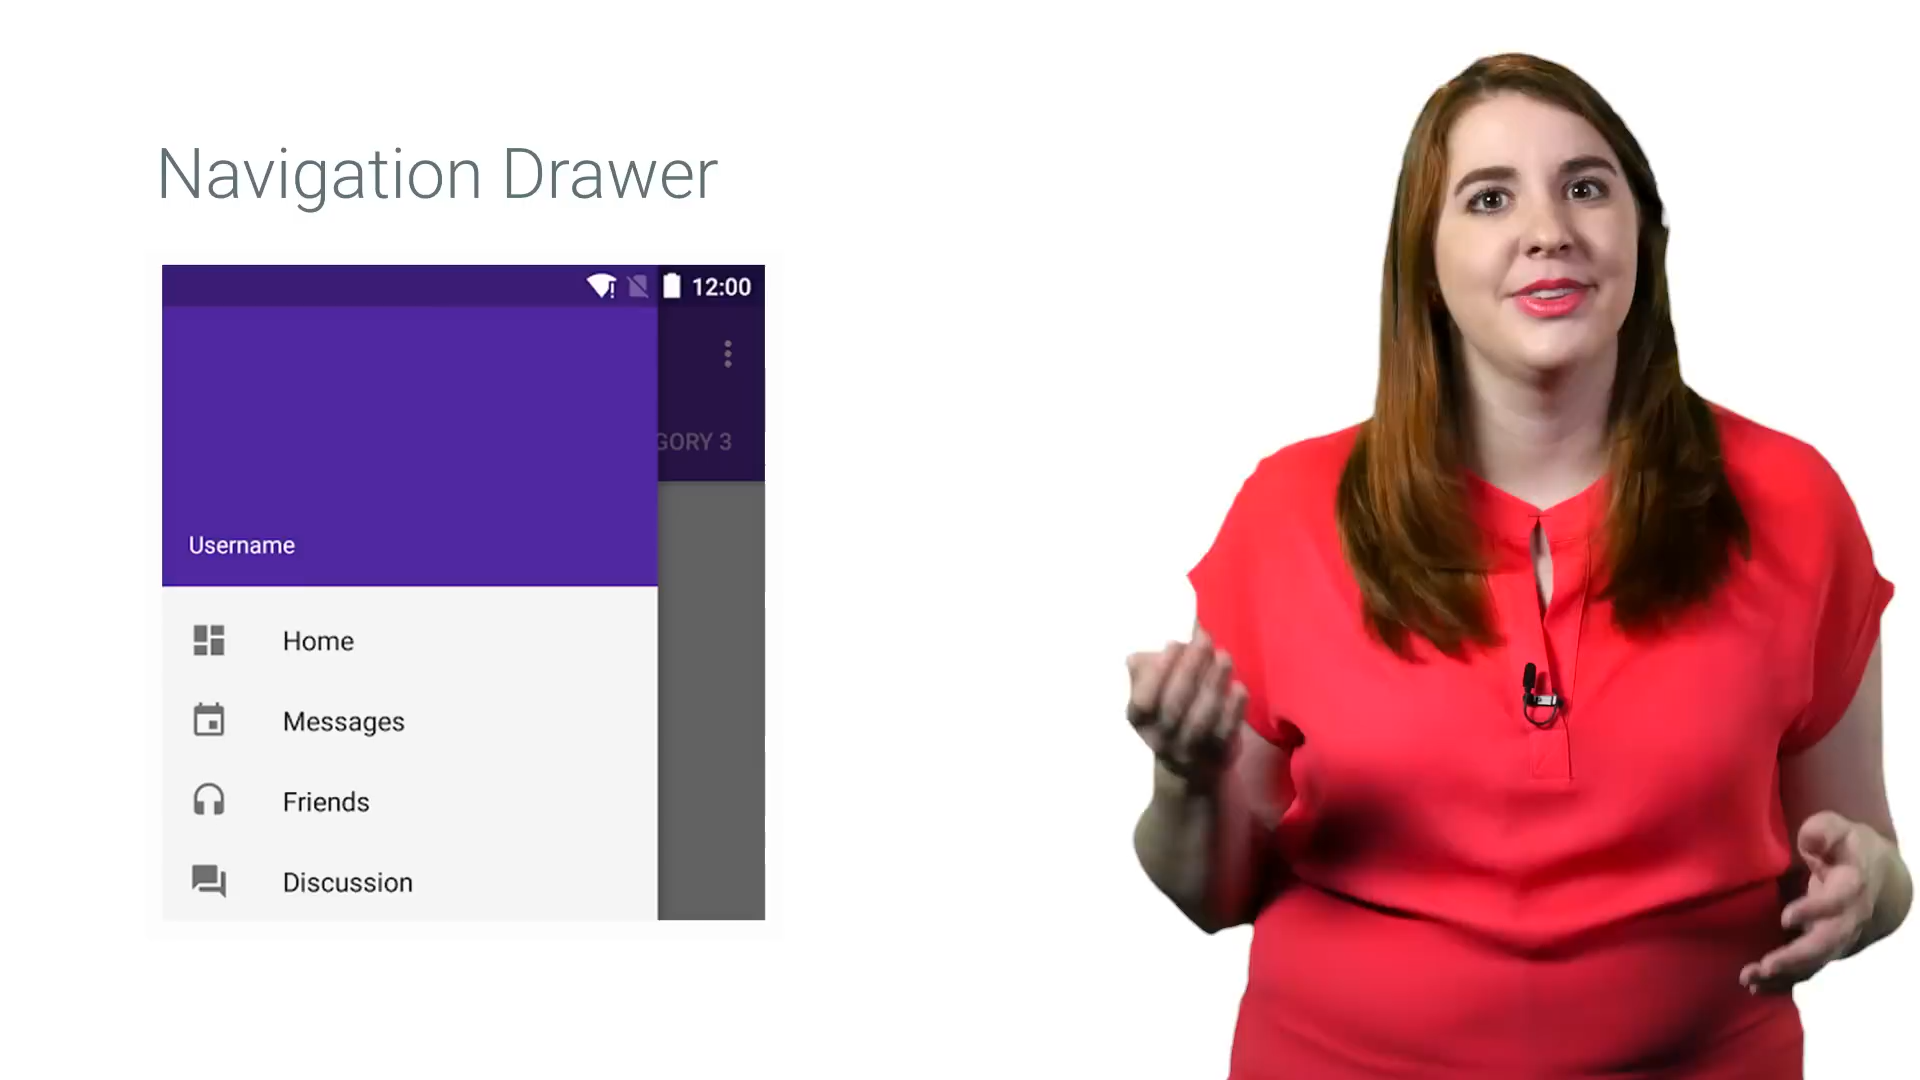 Navigation Drawer
12:00
GORY 3
Username
Home
Messages
Friends
Discussion